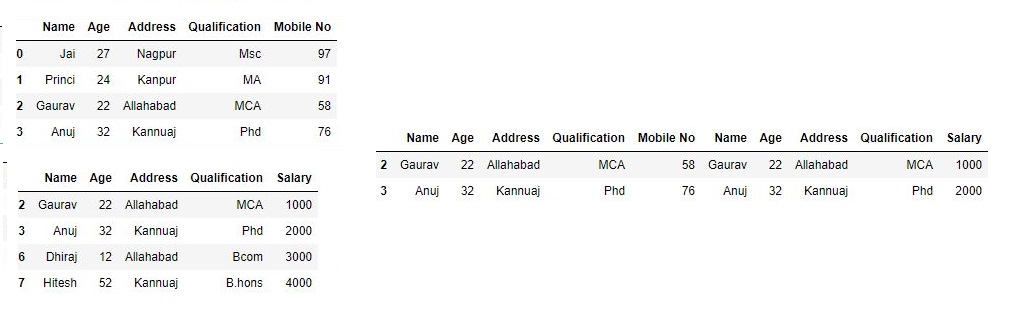 Name Age Address Qualification Mobile No
0 Jai 27 Nagpur Msc 97
1 Princi 24 Kanpur MA 91
2 Gaurav 22 Allahabad MCA 58
3 Anuj 32 Kannuaj Phd 76
Name Age Address Qualification Salary
2 Gaurav 22 Allahabad MCA 1000
3 Anuj 32 Kannuaj Phd 2000
6 Dhiraj 12 Allahabad Bcom 3000
7 Hitesh 52 Kannuaj B.hons 4000
Name Age Address Qualification Mobile No Name Age Address Qualification Salary
2 Gaurav 22 Allahabad MCA 58 Gaurav 22 Allahabad MCA 1000
3 Anuj 32 Kannuaj Phd 76 Anuj 32 Kannuaj Phd 2000